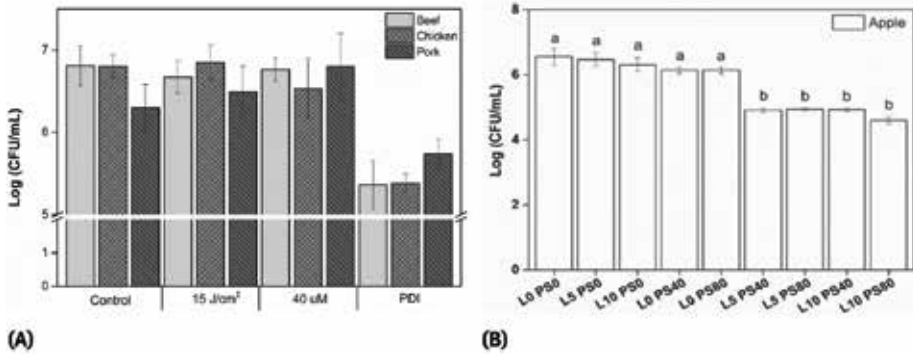 (A)
Log (CFU/mL)
7
6
5
1
0
Beef
Chicken
Pork
Control
15 J/cm²
40 uM
PDI
(B)
Log (CFU/mL)
8
6
4
2
0
Apple
a
a
a
a
a
b
b
b
b
L0 PS0
L5 PS0
L10 PS0
L0 PS40
L0 PS80
L5 PS40
L5 PS80
L10 PS40
L10 PS80